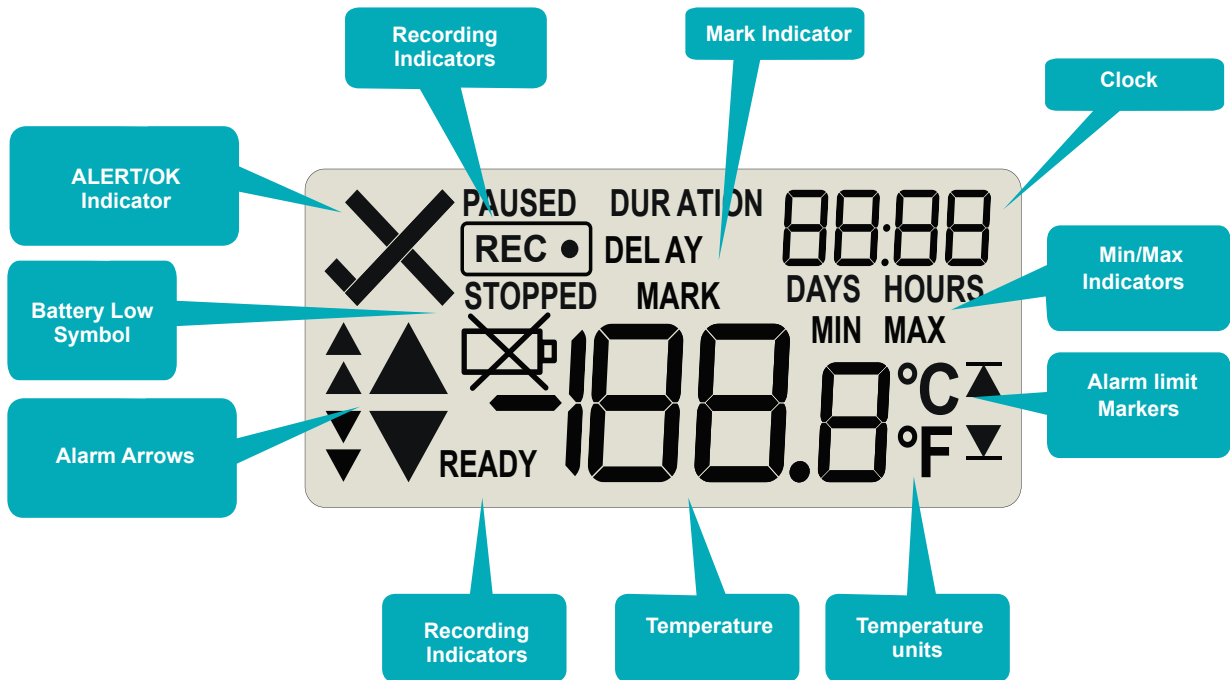 Recording
Indicators
Mark Indicator
Clock
ALERT/OK
Indicator
PAUSED DURATION 88:88
REC ● DELAY
STOPPED MARK DAYS HOURS
Min/Max
Indicators
Battery Low
Symbol
MIN MAX
-188.8 °C
°F
Alarm limit
Markers
Alarm Arrows
READY
Recording
Indicators
Temperature
Temperature
units